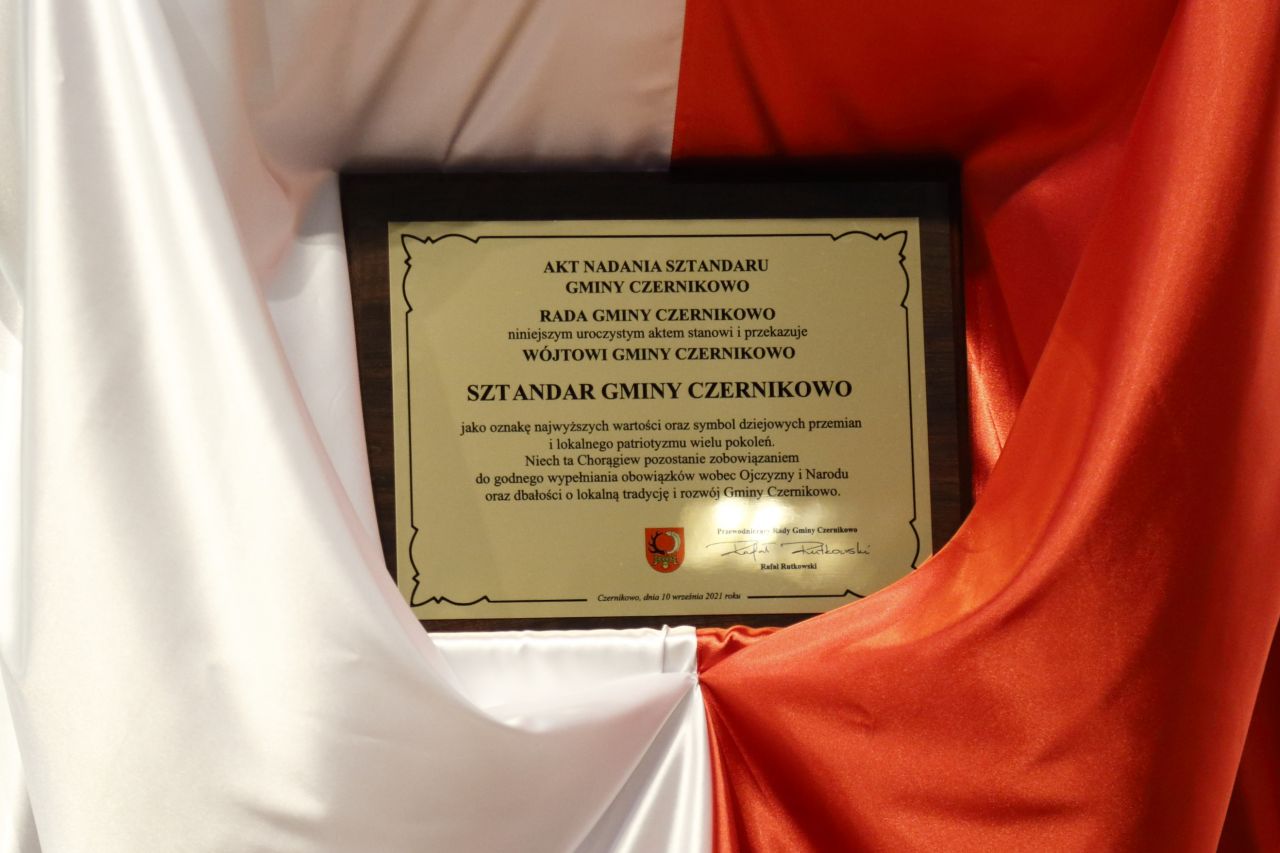 AKT NADANIA SZTANDARU
GMINY CZERNIKOWO
RADA GMINY CZERNIKOWO
niniejszym uroczystym aktem stanowi i przekazuje
WÓJTOWI GMINY CZERNIKOWO
SZTANDAR GMINY CZERNIKOWO
jako oznakę najwyższych wartości oraz symbol dziejowych przemian
i lokalnego patriotyzmu wielu pokoleń.
Niech ta Chorągiew pozostanie zobowiązaniem
do godnego wypełniania obowiązków wobec Ojczyzny i Narodu
oraz dbałości o lokalną tradycję i rozwój Gminy Czernikowo.
Przewodniczący Rady Gminy Czernikowo
Rafał Rutkowski
Rafał Rutkowski
Czernikowo, dnia 10 września 2021 roku